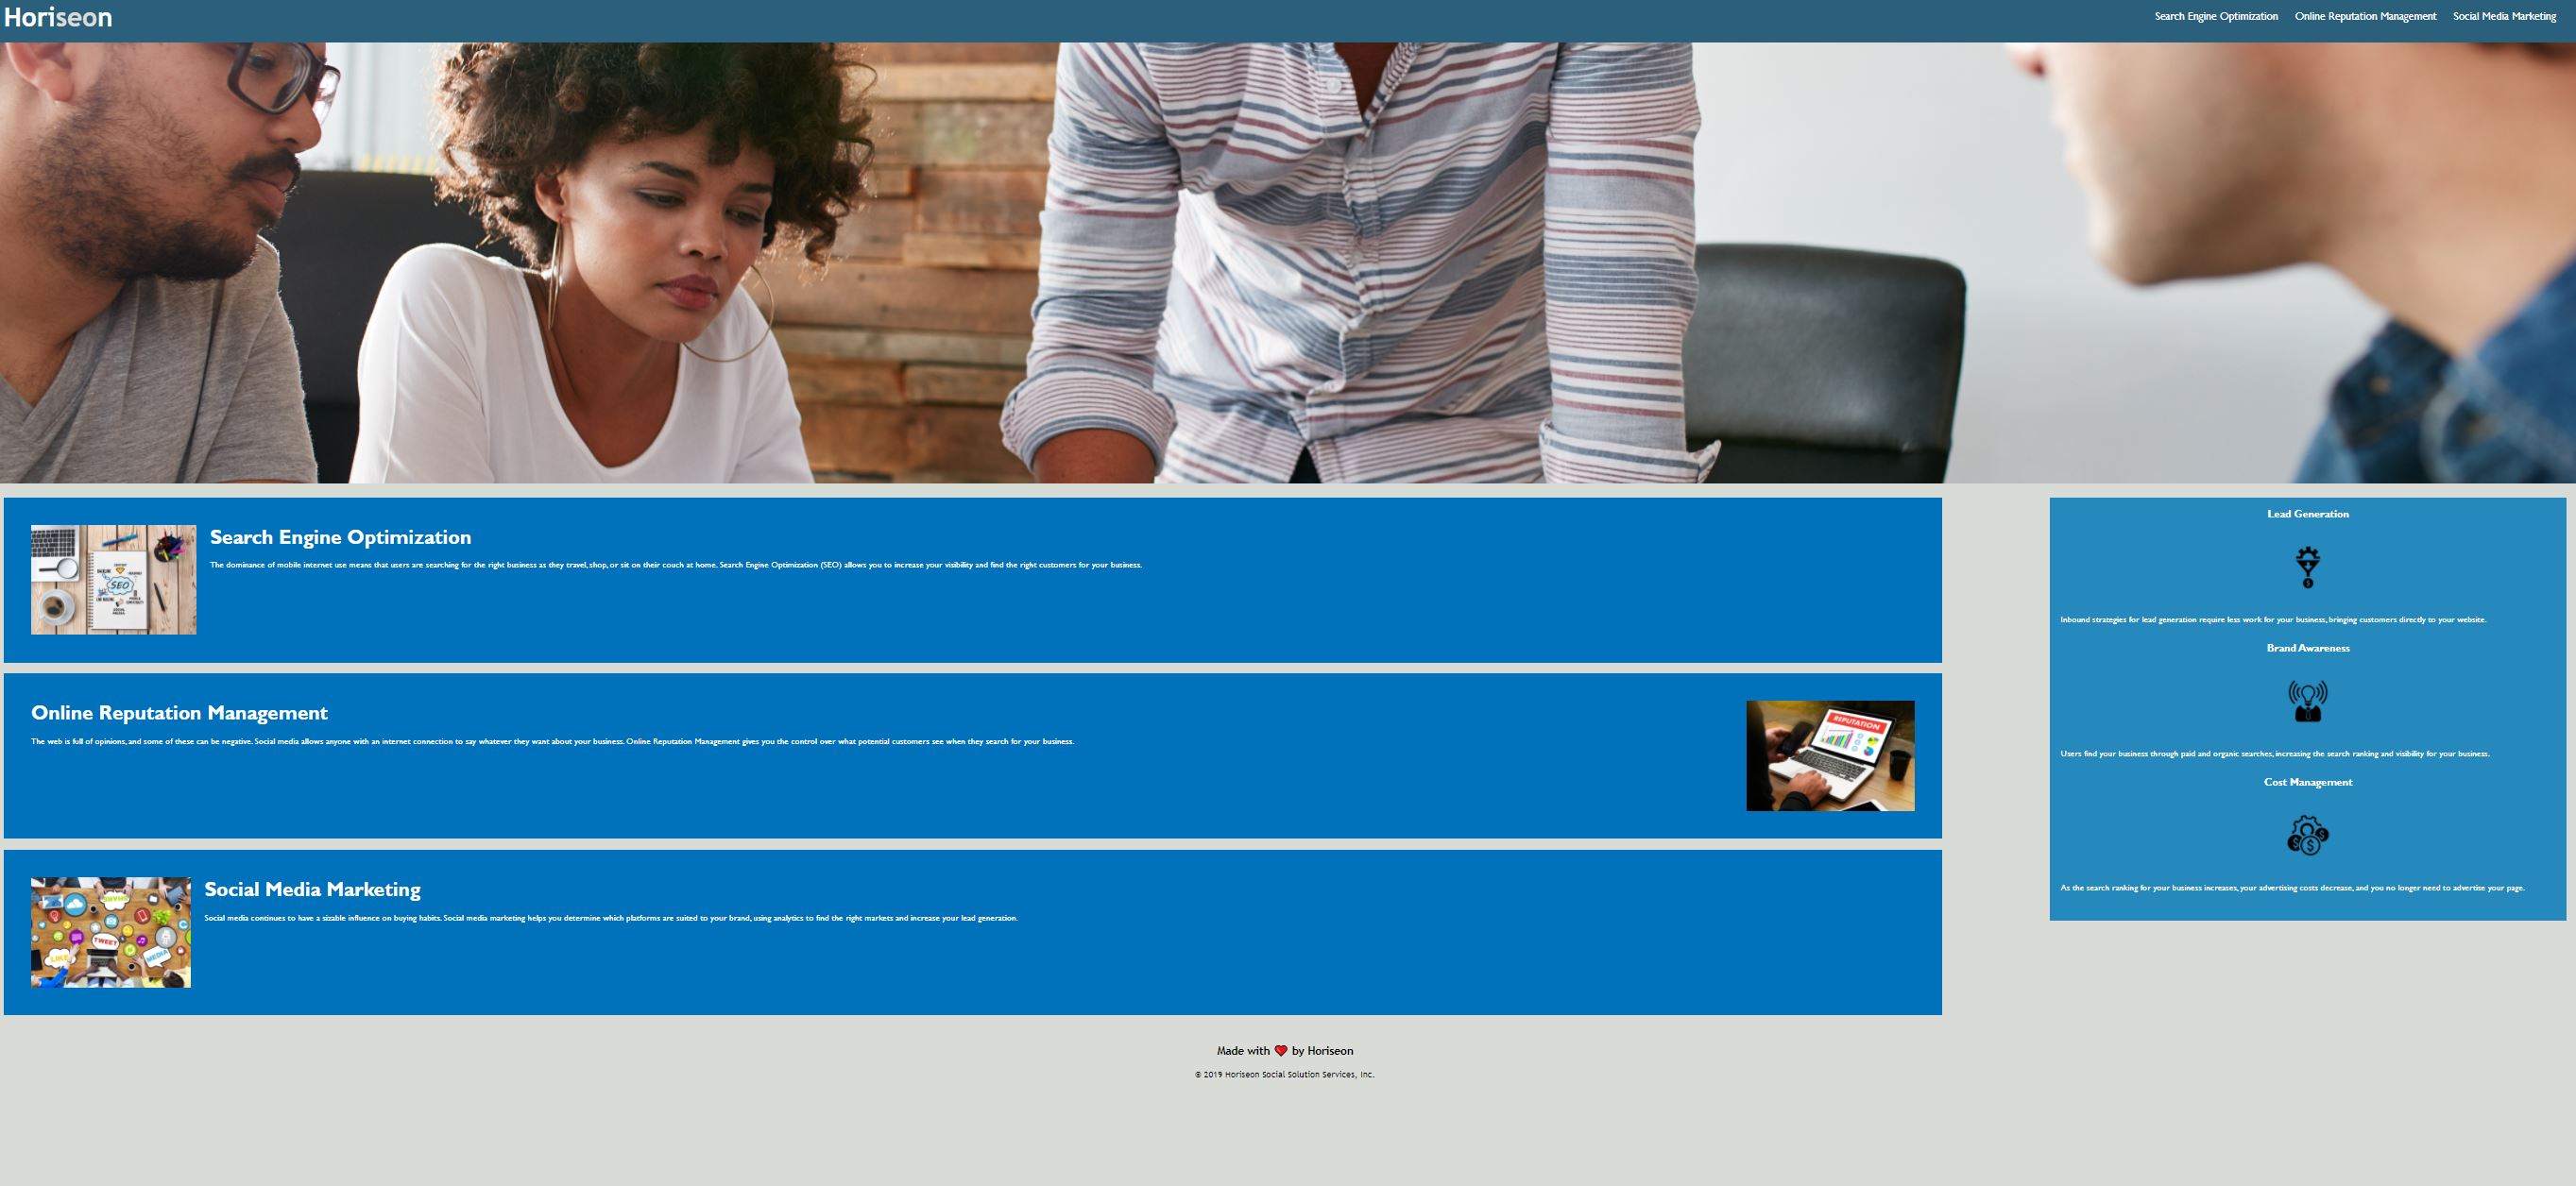 Horiseon
Search Engine Optimization Online Reputation Management Social Media Marketing
Search Engine Optimization
The dominance of mobile internet use means that users are searching for the right business as they travel, shop, or sit on their couch at home. Search Engine Optimization (SEO) allows you to increase your visibility and find the right customers for your business.
SEO
Online Reputation Management
The web is full of opinions, and some of these can be negative. Social media allows anyone with an internet connection to say whatever they want about your business. Online Reputation Management gives you the control over what potential customers see when they search for your business.
REPUTATION
Social Media Marketing
Social media continues to have a sizable influence on buying habits. Social media marketing helps you determine which platforms are suited to your brand, using analytics to find the right markets and increase your lead generation.
SHARE
TWEET
LIKE
MEDIA
Lead Generation
Inbound strategies for lead generation require less work for your business, bringing customers directly to your website.
Brand Awareness
Users find your business through paid and organic searches, increasing the search ranking and visibility for your business.
Cost Management
As the search ranking for your business increases, your advertising costs decrease, and you no longer need to advertise your page.
Made with ❤️ by Horiseon
© 2019 Horiseon Social Solution Services, Inc.